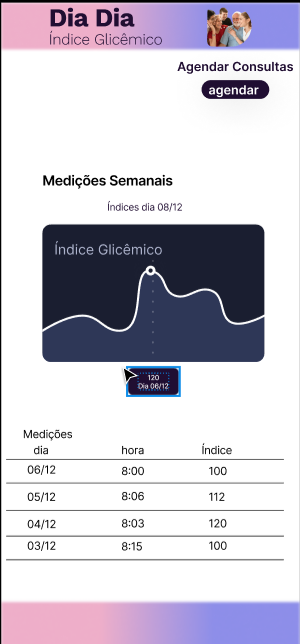 Dia Dia
Índice Glicêmico
Agendar Consultas
agendar
Medições Semanais
Índices dia 08/12
Índice Glicêmico
120
Dia 06/12
Medições
dia hora Índice
06/12 8:00 100
05/12 8:06 112
04/12 8:03 120
03/12 8:15 100